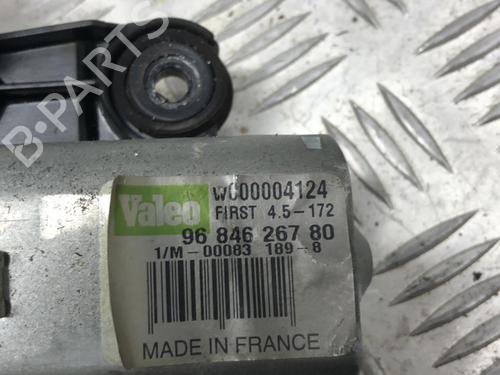 B-PARTS
Valeo
W000004124
FIRST 4.5-172
96 846 267 80
1/M-00083 189-8
MADE IN FRANCE